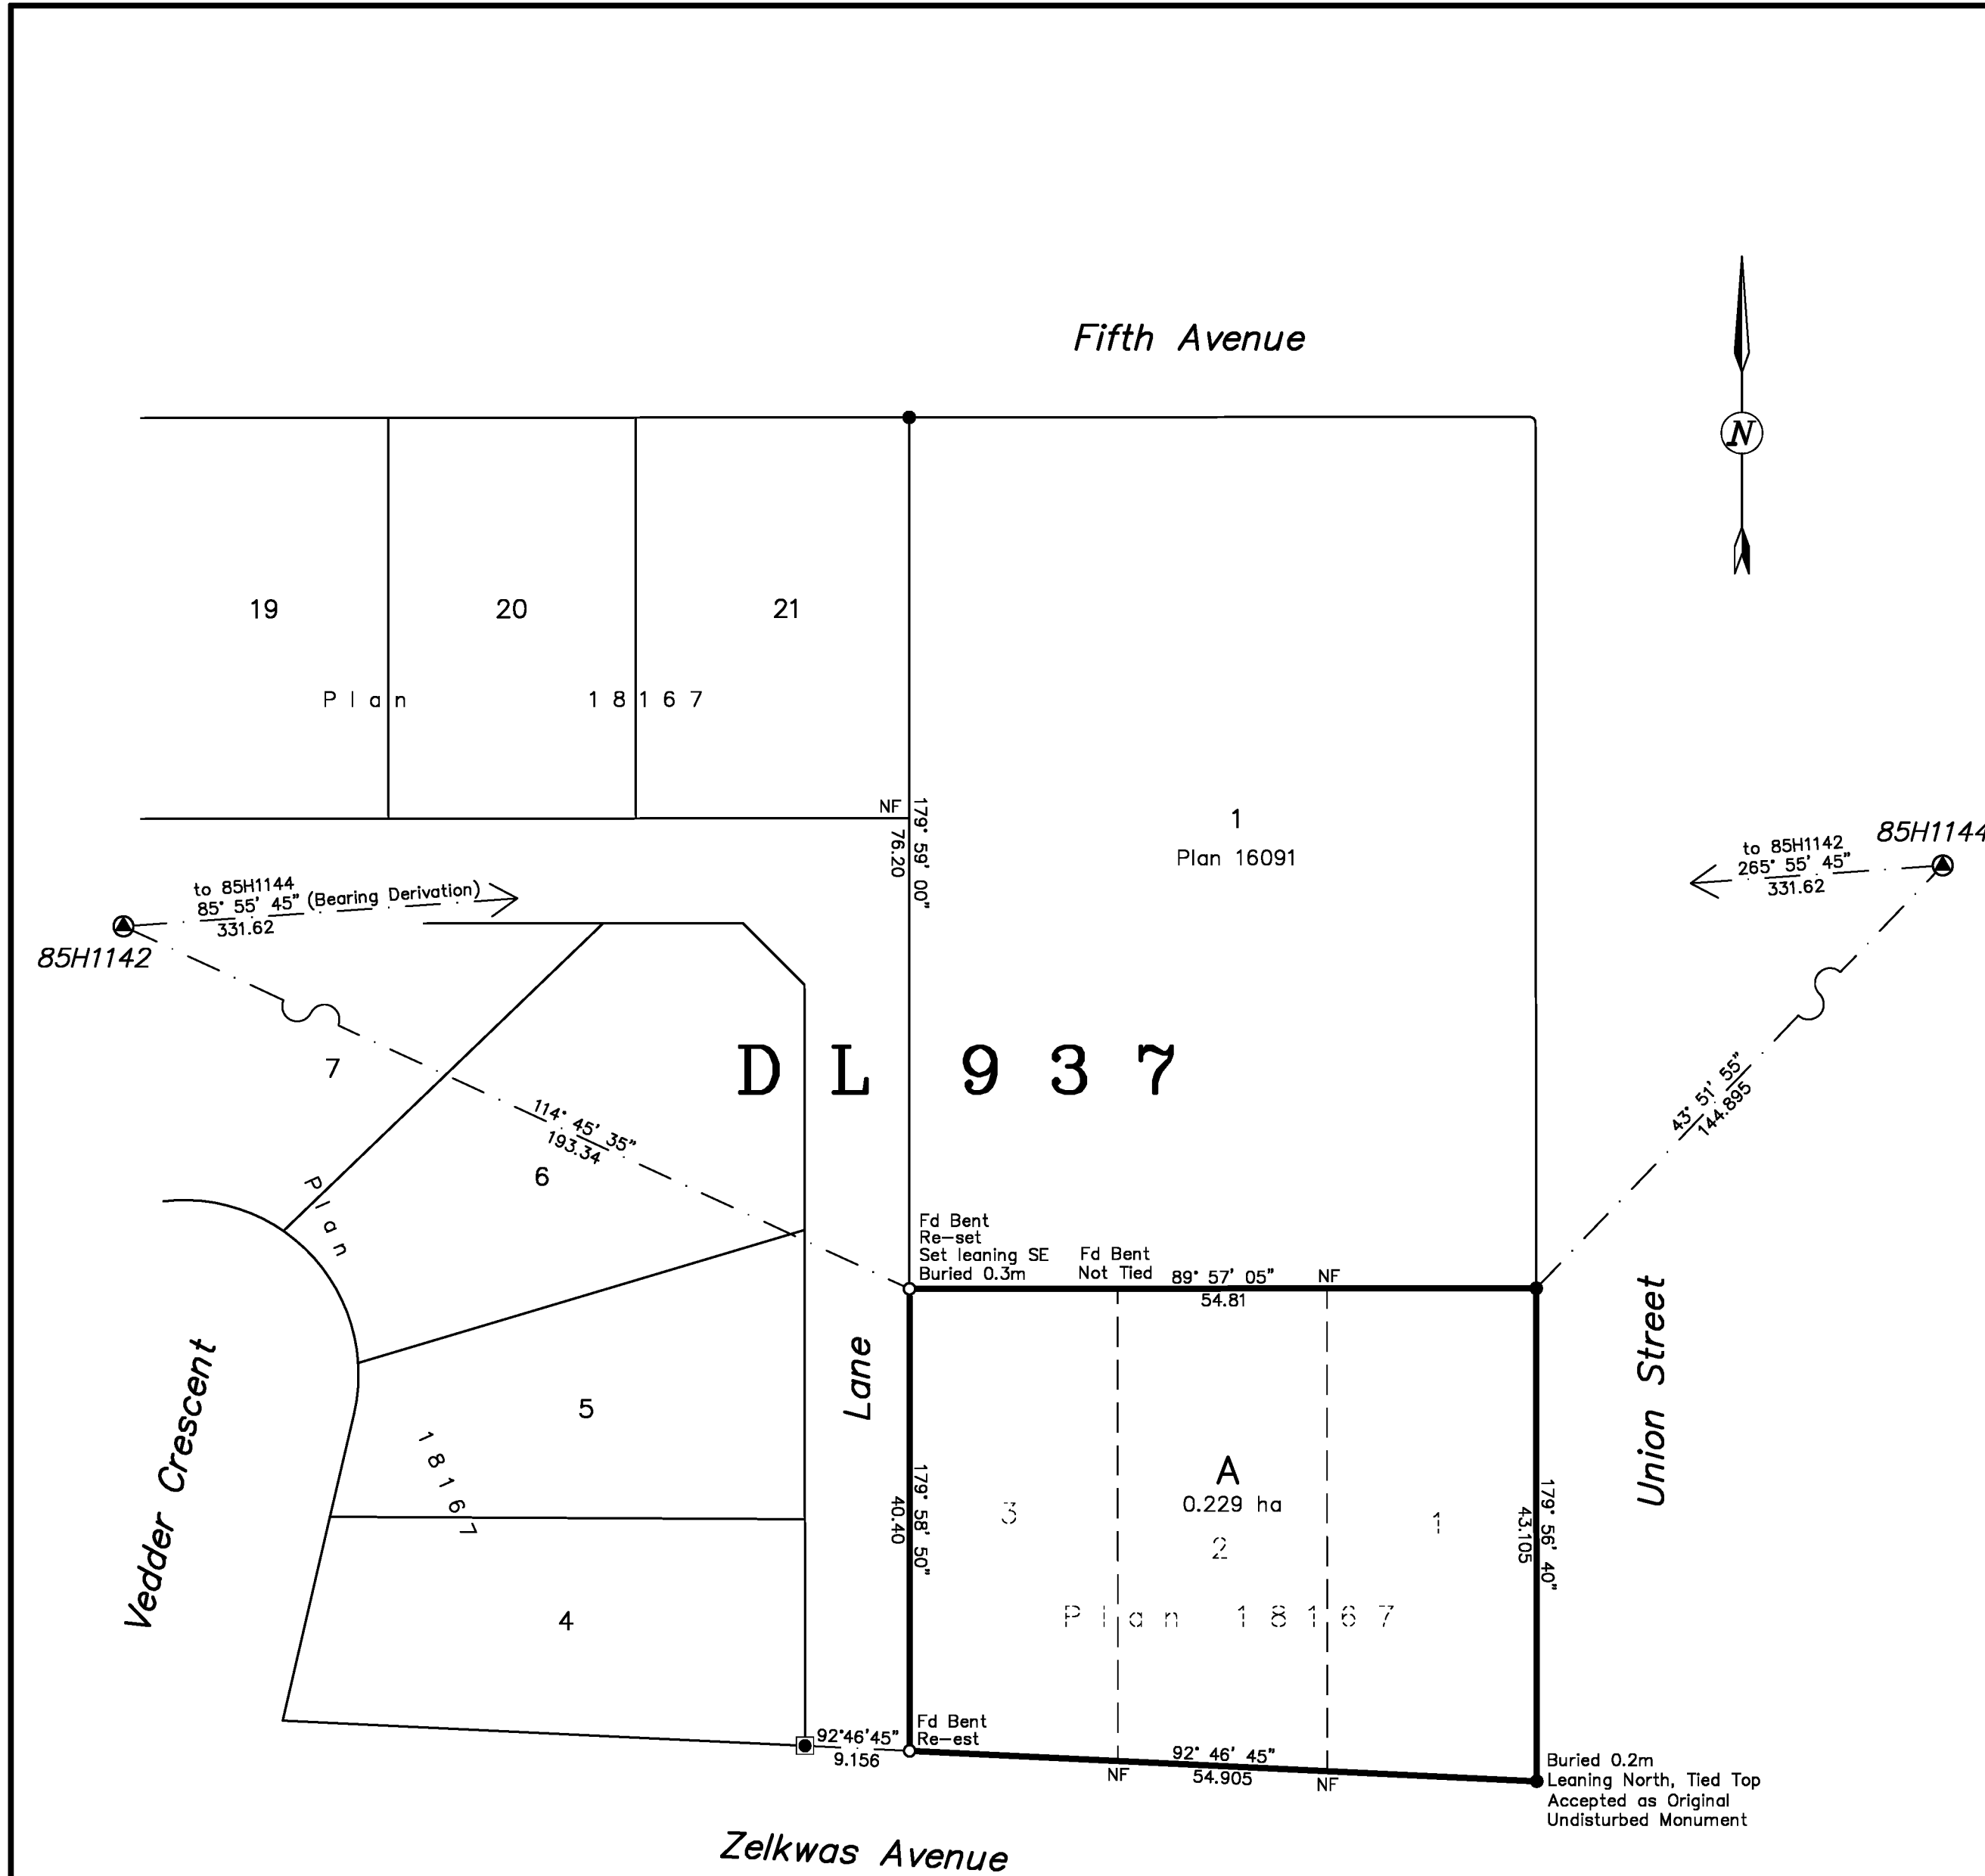 Fifth Avenue
N
19
20
21
Plan 18167
NF
179° 59' 00"
76.20
1
Plan 16091
85H1144
to 85H1142
265° 55' 45"
331.62
to 85H1144
85° 55' 45" (Bearing Derivation)
331.62
85H1142
7
DL 937
114° 45' 35"
193.34
43° 51' 55"
144.895
6
Plan 18167
Fd Bent
Re-set
Set leaning SE
Buried 0.3m
Fd Bent
Not Tied
89° 57' 05"
54.81
NF
Vedder Crescent
5
Lane
Union Street
179° 58' 50"
40.40
A
0.229 ha
3
2
1
179° 56' 40"
43.105
Plan 18167
4
92°46'45"
9.156
Fd Bent
Re-est
NF
92° 46' 45"
54.905
NF
Buried 0.2m
Leaning North, Tied Top
Accepted as Original
Undisturbed Monument
Zelkwas Avenue